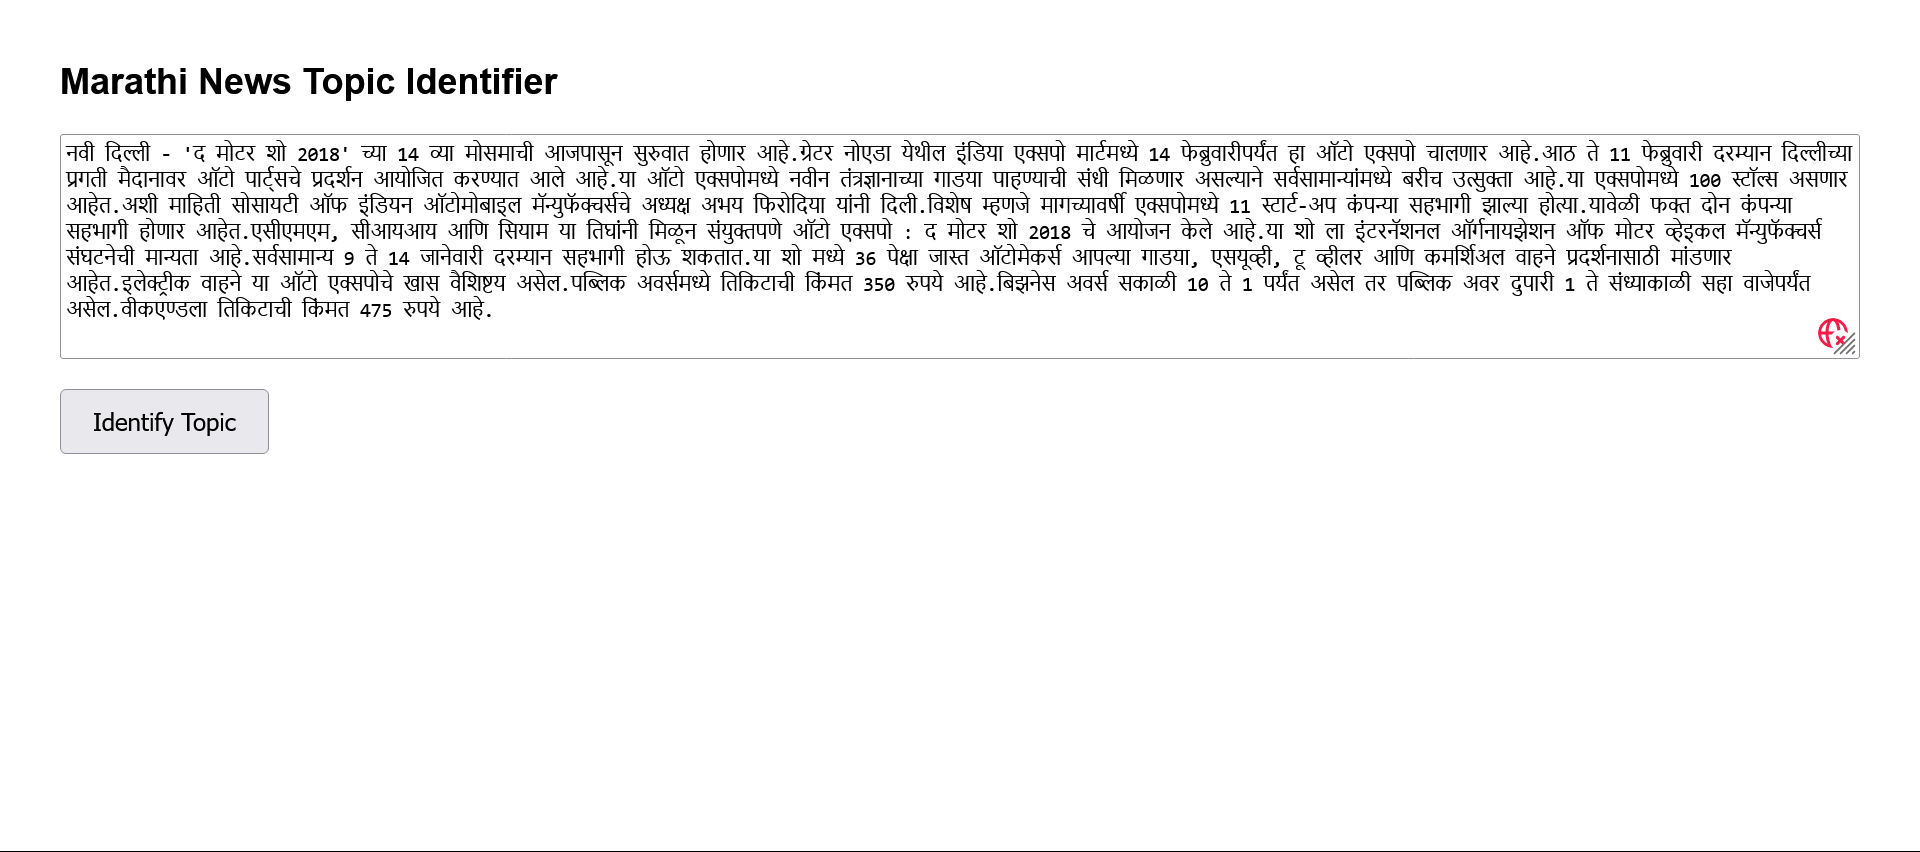 Marathi News Topic Identifier
नवी दिल्ली - 'द मोटर शो 2018' च्या 14 व्या मोसमाची आजपासून सुरुवात होणार आहे.ग्रेटर नोएडा येथील इंडिया एक्सपो मार्टमध्ये 14 फेब्रुवारीपर्यंत हा ऑटो एक्सपो चालणार आहे.आठ ते 11 फेब्रुवारी दरम्यान दिल्लीच्या
प्रगती मैदानावर ऑटो पार्ट्सचे प्रदर्शन आयोजित करण्यात आले आहे.या ऑटो एक्सपोमध्ये नवीन तंत्रज्ञानाच्या गाडया पाहण्याची संधी मिळणार असल्याने सर्वसामान्यांमध्ये बरीच उत्सुक्ता आहे.या एक्सपोमध्ये 100 स्टॉल्स असणार
आहेत.अशी माहिती सोसायटी ऑफ इंडियन ऑटोमोबाइल मॅन्युफॅक्चर्सचे अध्यक्ष अभय फिरोदिया यांनी दिली.विशेष म्हणजे मागच्यावर्षी एक्सपोमध्ये 11 स्टार्ट-अप कंपन्या सहभागी झाल्या होत्या.यावेळी फक्त दोन कंपन्या
सहभागी होणार आहेत.एसीएमएम, सीआयआय आणि सियाम या तिघांनी मिळून संयुक्तपणे ऑटो एक्सपो : द मोटर शो 2018 चे आयोजन केले आहे.या शो ला इंटरनॅशनल ऑर्गनायझेशन ऑफ मोटर व्हेइकल मॅन्युफॅक्चर्स
संघटनेची मान्यता आहे.सर्वसामान्य 9 ते 14 जानेवारी दरम्यान सहभागी होऊ शकतात.या शो मध्ये 36 पेक्षा जास्त ऑटोमेकर्स आपल्या गाडया, एसयूव्ही, टू व्हीलर आणि कमर्शिअल वाहने प्रदर्शनासाठी मांडणार
आहेत.इलेक्ट्रीक वाहने या ऑटो एक्सपोचे खास वैशिष्टय असेल.पब्लिक अवर्समध्ये तिकिटाची किंमत 350 रुपये आहे.बिझनेस अवर्स सकाळी 10 ते 1 पर्यंत असेल तर पब्लिक अवर दुपारी 1 ते संध्याकाळी सहा वाजेपर्यंत
असेल.वीकएण्डला तिकिटाची किंमत 475 रुपये आहे.
Identify Topic